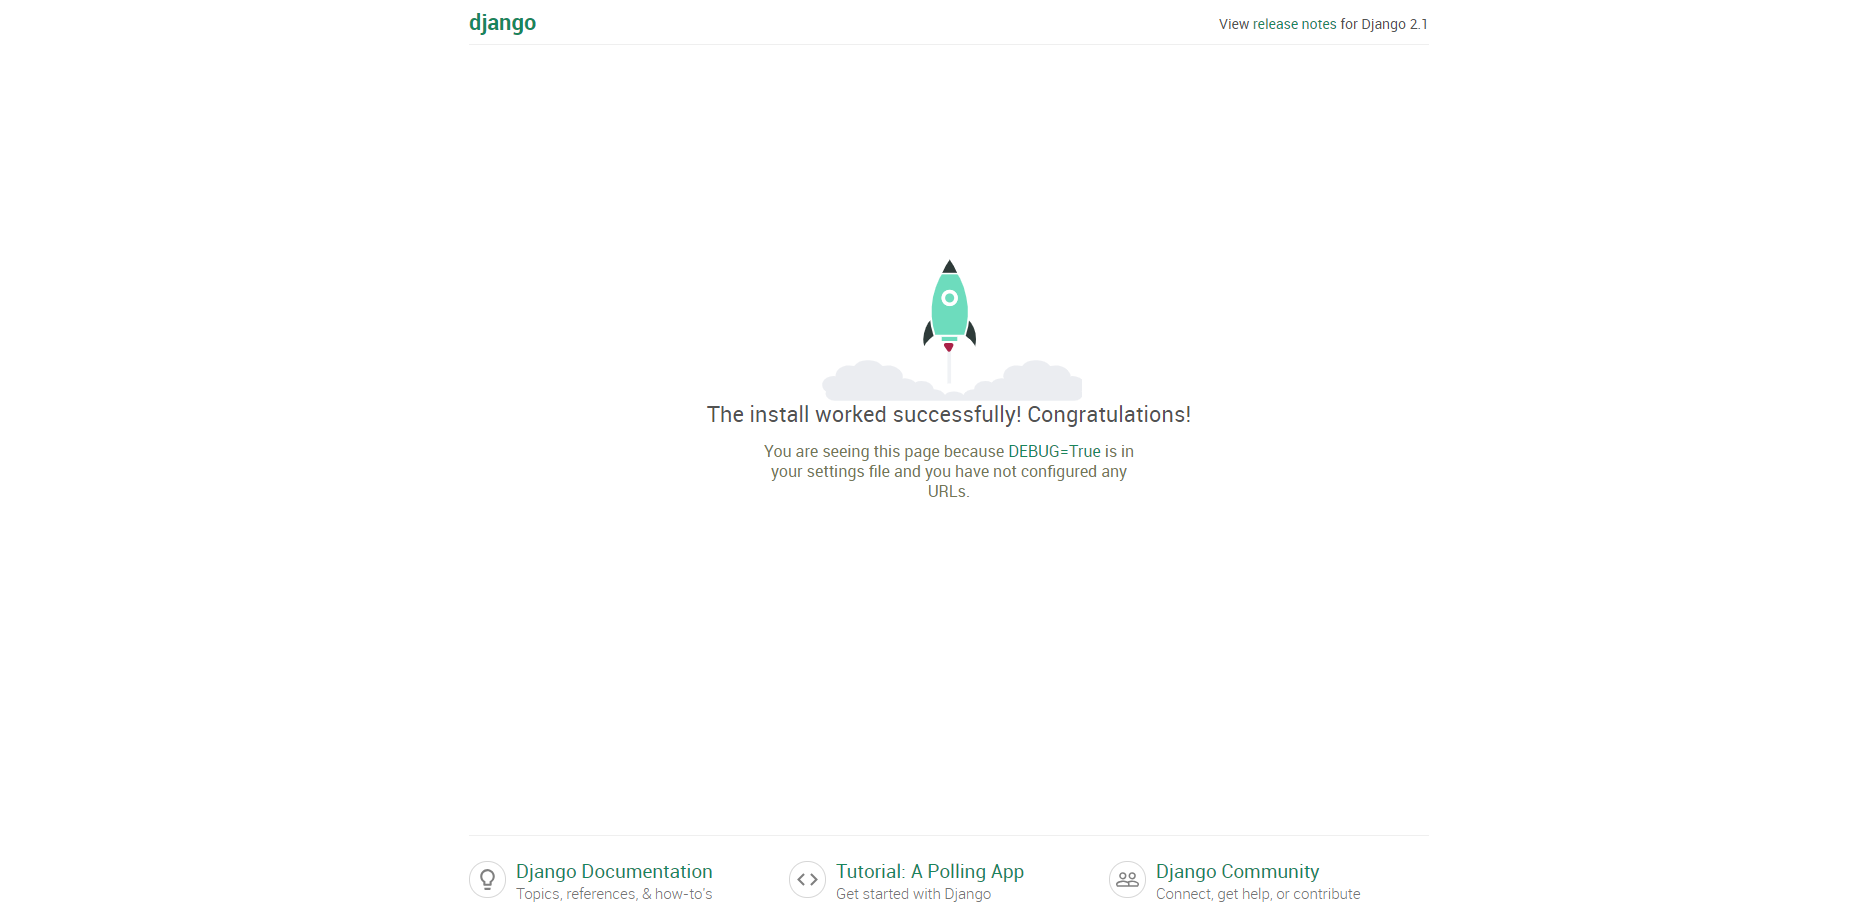 django
View release notes for Django 2.1
The install worked successfully! Congratulations!
You are seeing this page because DEBUG=True is in
your settings file and you have not configured any
URLs.
Django Documentation
Topics, references, & how-to's
Tutorial: A Polling App
Get started with Django
Django Community
Connect, get help, or contribute